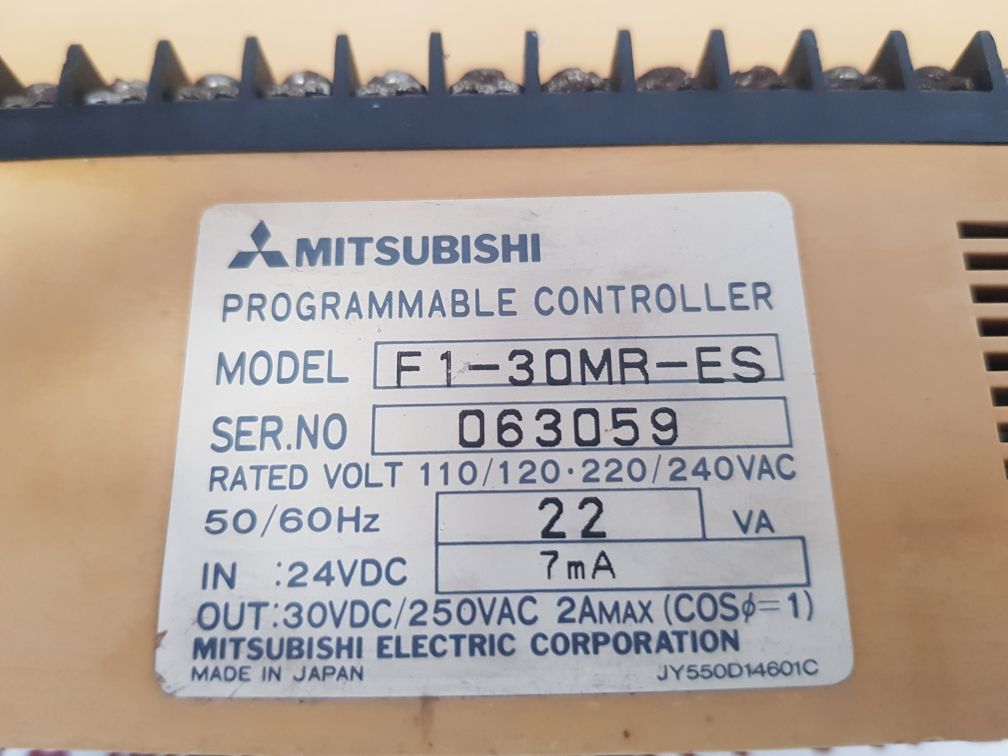 MITSUBISHI
PROGRAMMABLE CONTROLLER
MODEL F1-30MR-ES
SER.NO 063059
RATED VOLT 110/120·220/240VAC
50/60Hz 22 VA
IN :24VDC 7mA
OUT:30VDC/250VAC 2AMAX (COSϕ=1)
MITSUBISHI ELECTRIC CORPORATION
MADE IN JAPAN JY550D14601C